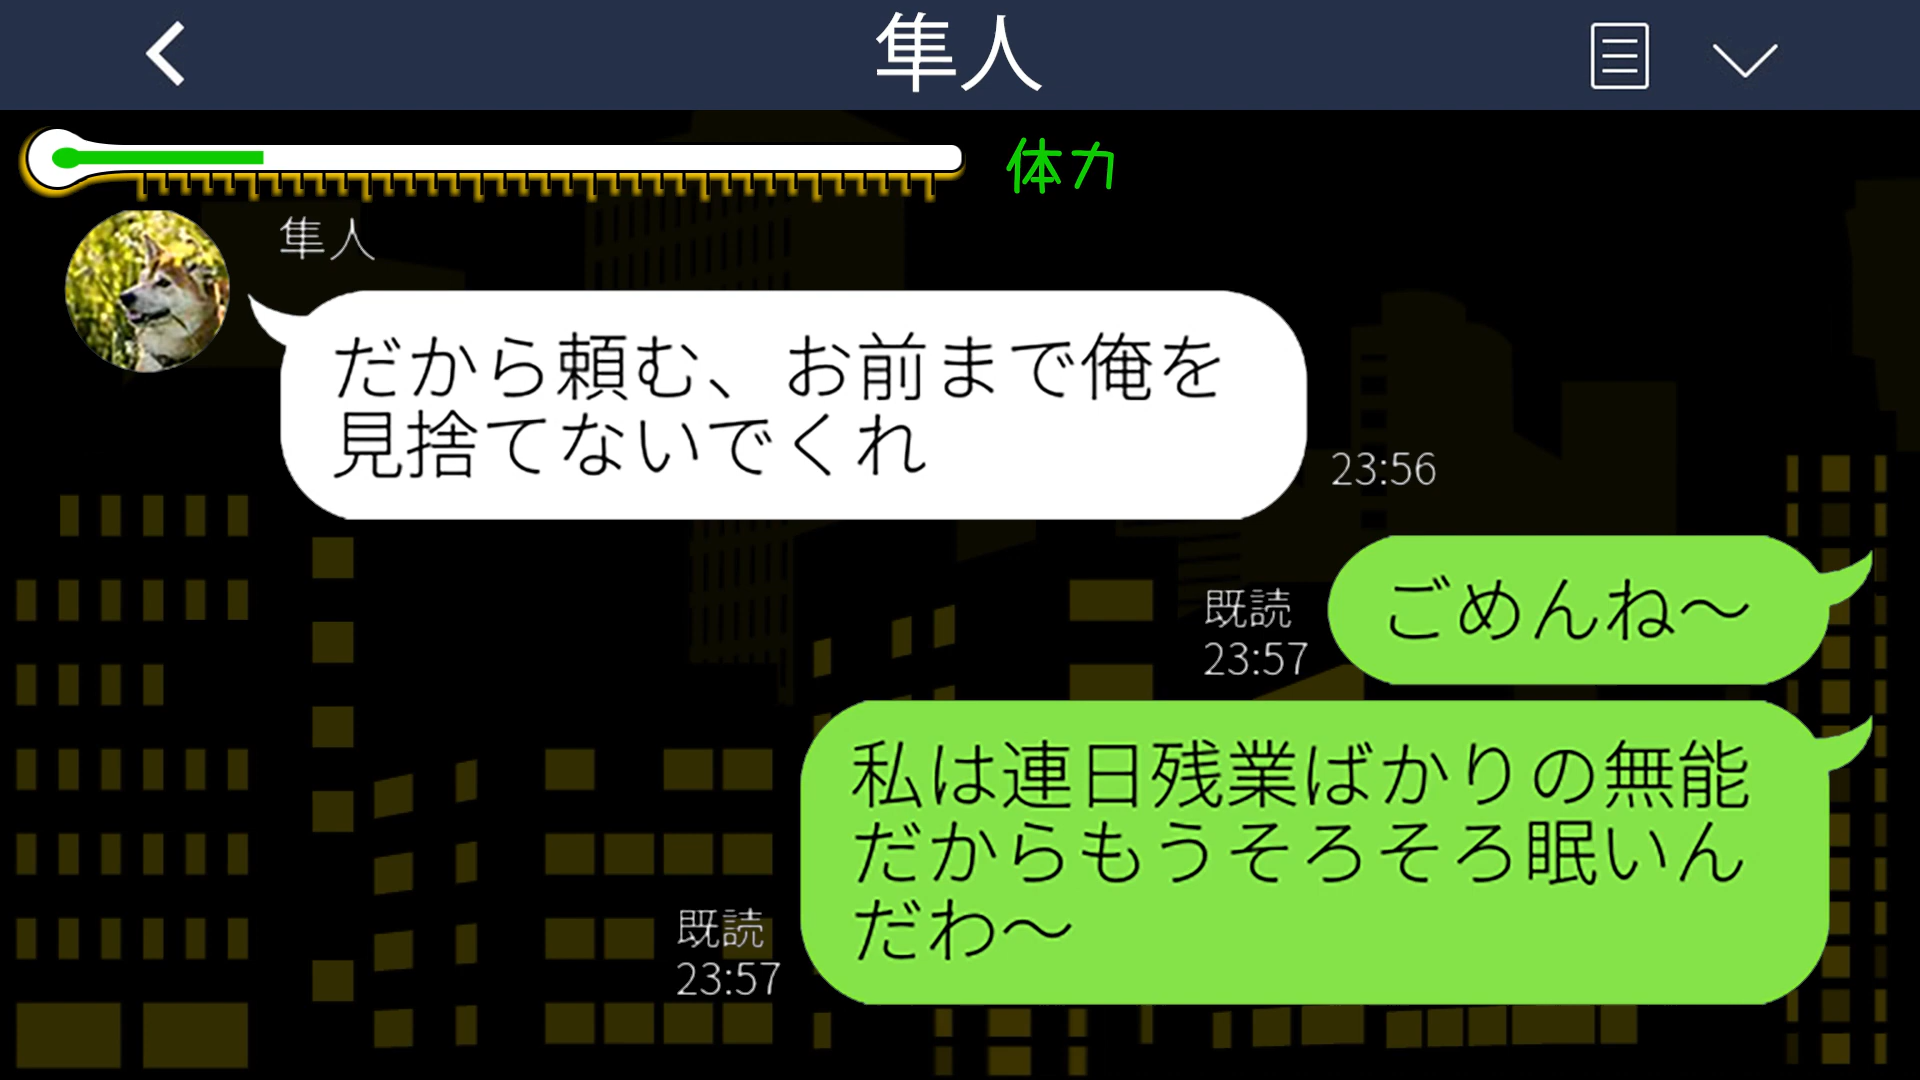 隼人
体力
隼人
だから頼む、お前まで俺を
見捨てないでくれ
23:56
ごめんね～
既読
23:57
私は連日残業ばかりの無能
だからもうそろそろ眠いん
だわ～
既読
23:57